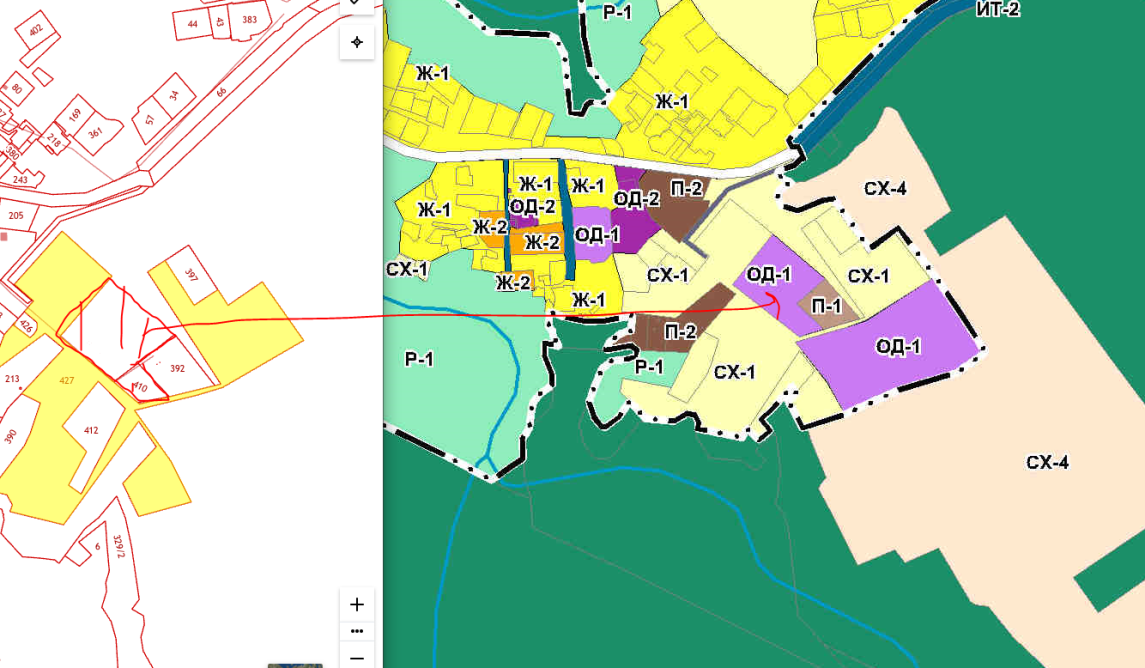 402
44
43
383
80
169
34
66
57
361
218
380
243
205
397
426
392
213
427
410
412
390
6
329/2
Р-1
ИТ-2
Ж-1
Ж-1
Ж-1
Ж-1
П-2
СХ-4
ОД-2
ОД-2
Ж-1
Ж-2
ОД-1
Ж-2
СХ-1
СХ-1
ОД-1
СХ-1
Ж-2
Ж-1
П-1
П-2
ОД-1
Р-1
Р-1
СХ-1
СХ-4